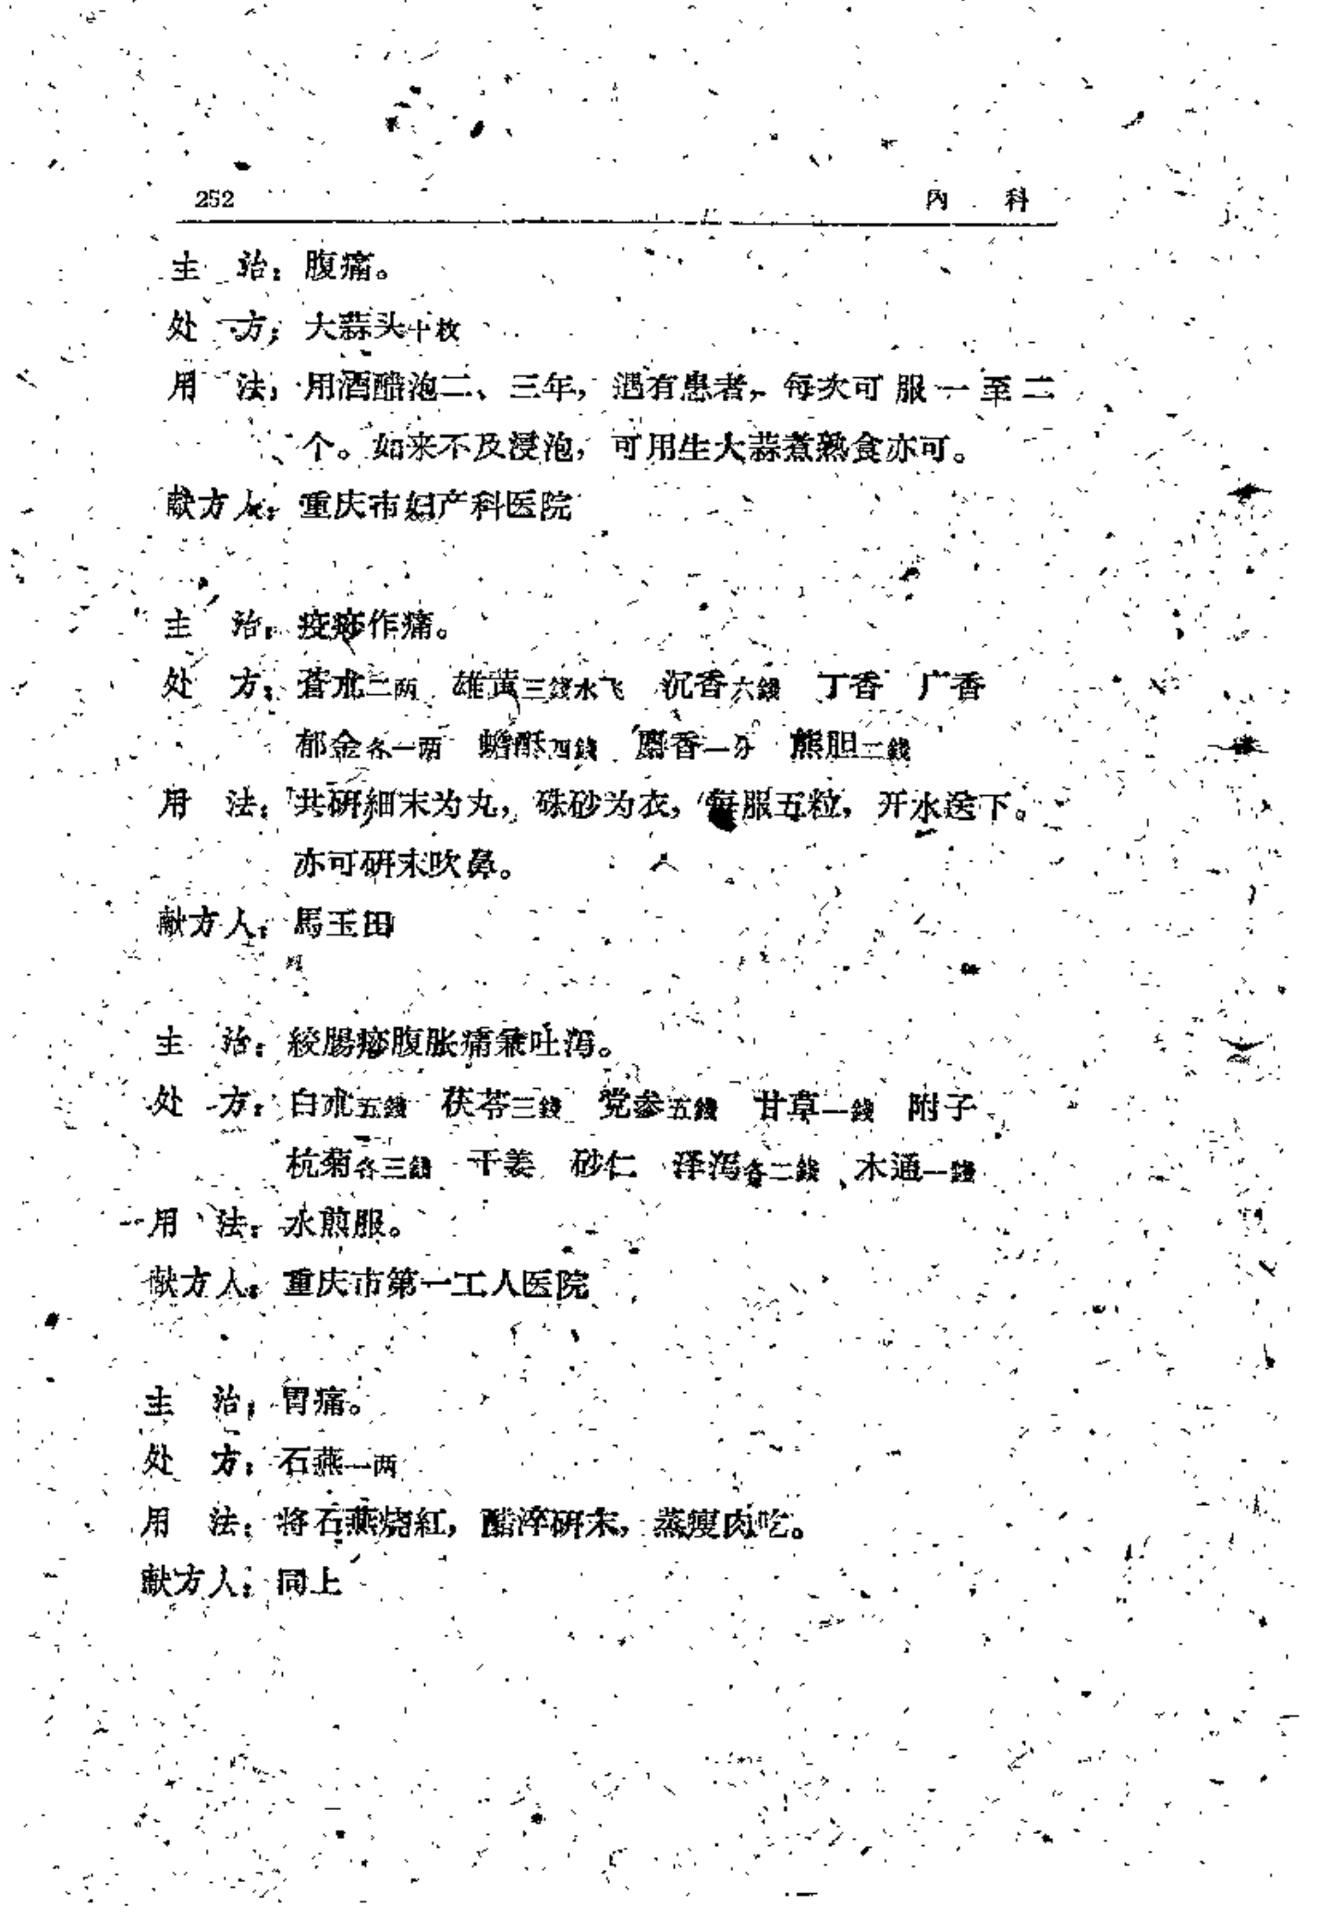 252 內 科
主 治：腹痛。
处 方：大蒜头十枚
用 法：用酒醋泡二、三年，遇有患者，每次可服一至二
个。如来不及浸泡，可用生大蒜煮熟食亦可。
献方人：重庆市妇产科医院
主 治：疫痧作痛。
处 方：蒼朮二两 雄黄三錢水飞 沉香六錢 丁香 广香
郁金各一两 蟾酥四錢 麝香一分 熊胆二錢
用 法：共研細末为丸，硃砂为衣，每服五粒，开水送下。
亦可研末吹鼻。
献方人：馬玉田
主 治：絞腸痧腹胀痛兼吐泻。
处 方：白朮五錢 茯苓三錢 党参五錢 甘草一錢 附子
杭菊各三錢 干姜 砂仁 泽泻各二錢 木通一錢
用 法：水煎服。
献方人：重庆市第一工人医院
主 治：胃痛。
处 方：石燕一两
用 法：将石燕烧紅，醋淬研末，蒸瘦肉吃。
献方人：同上